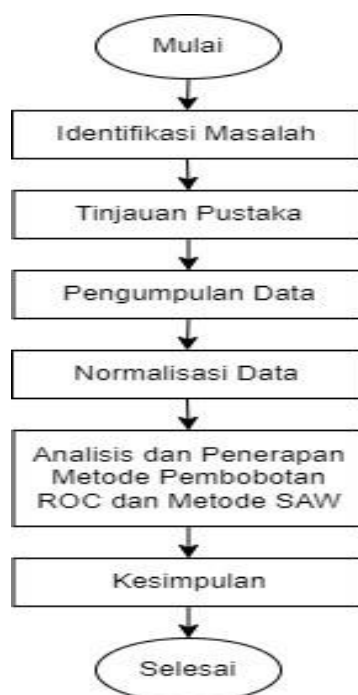 Mulai
Identifikasi Masalah
Tinjauan Pustaka
Pengumpulan Data
Normalisasi Data
Analisis dan Penerapan
Metode Pembobotan
ROC dan Metode SAW
Kesimpulan
Selesai